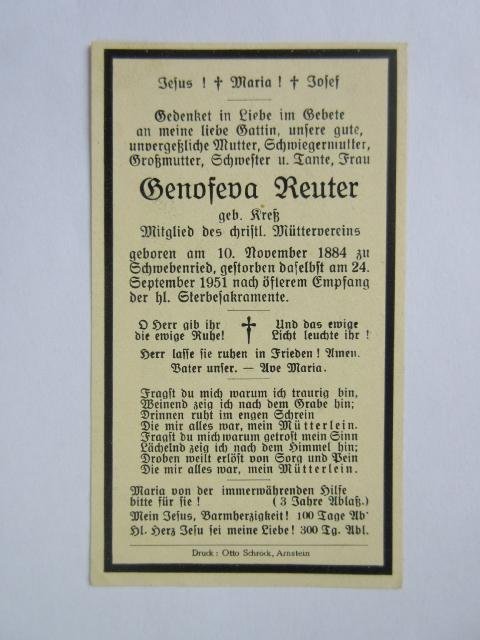 Jesus ! † Maria ! † Josef
Gedenket in Liebe im Gebete
an meine liebe Gattin, unsere gute,
unvergeßliche Mutter, Schwiegermutter,
Großmutter, Schwester u. Tante, Frau
Genofeva Reuter
geb. Kreß
Mitglied des christl. Müttervereins
geboren am 10. November 1884 zu
Schwebenried, gestorben daselbst am 24.
September 1951 nach öfterem Empfang
der hl. Sterbesakramente.
O Herr gib ihr † Und das ewige
die ewige Ruhe! Licht leuchte ihr !
Herr lasse sie ruhen in Frieden ! Amen.
Vater unser. — Ave Maria.
Fragst du mich warum ich traurig bin,
Weinend zeig ich nach dem Grabe hin;
Drinnen ruht im engen Schrein
Die mir alles war, mein Mütterlein.
Fragst du mich warum getrost mein Sinn
Lächelnd zeig ich nach dem Himmel hin;
Droben weilt erlöst von Sorg und Pein
Die mir alles war, mein Mütterlein.
Maria von der immerwährenden Hilfe
bitte für sie ! ( 3 Jahre Ablaß.)
Mein Jesus, Barmherzigkeit ! 100 Tage Ab
Hl. Herz Jesu sei meine Liebe! 300 Tg. Abl.
Druck : Otto Schröck, Arnstein